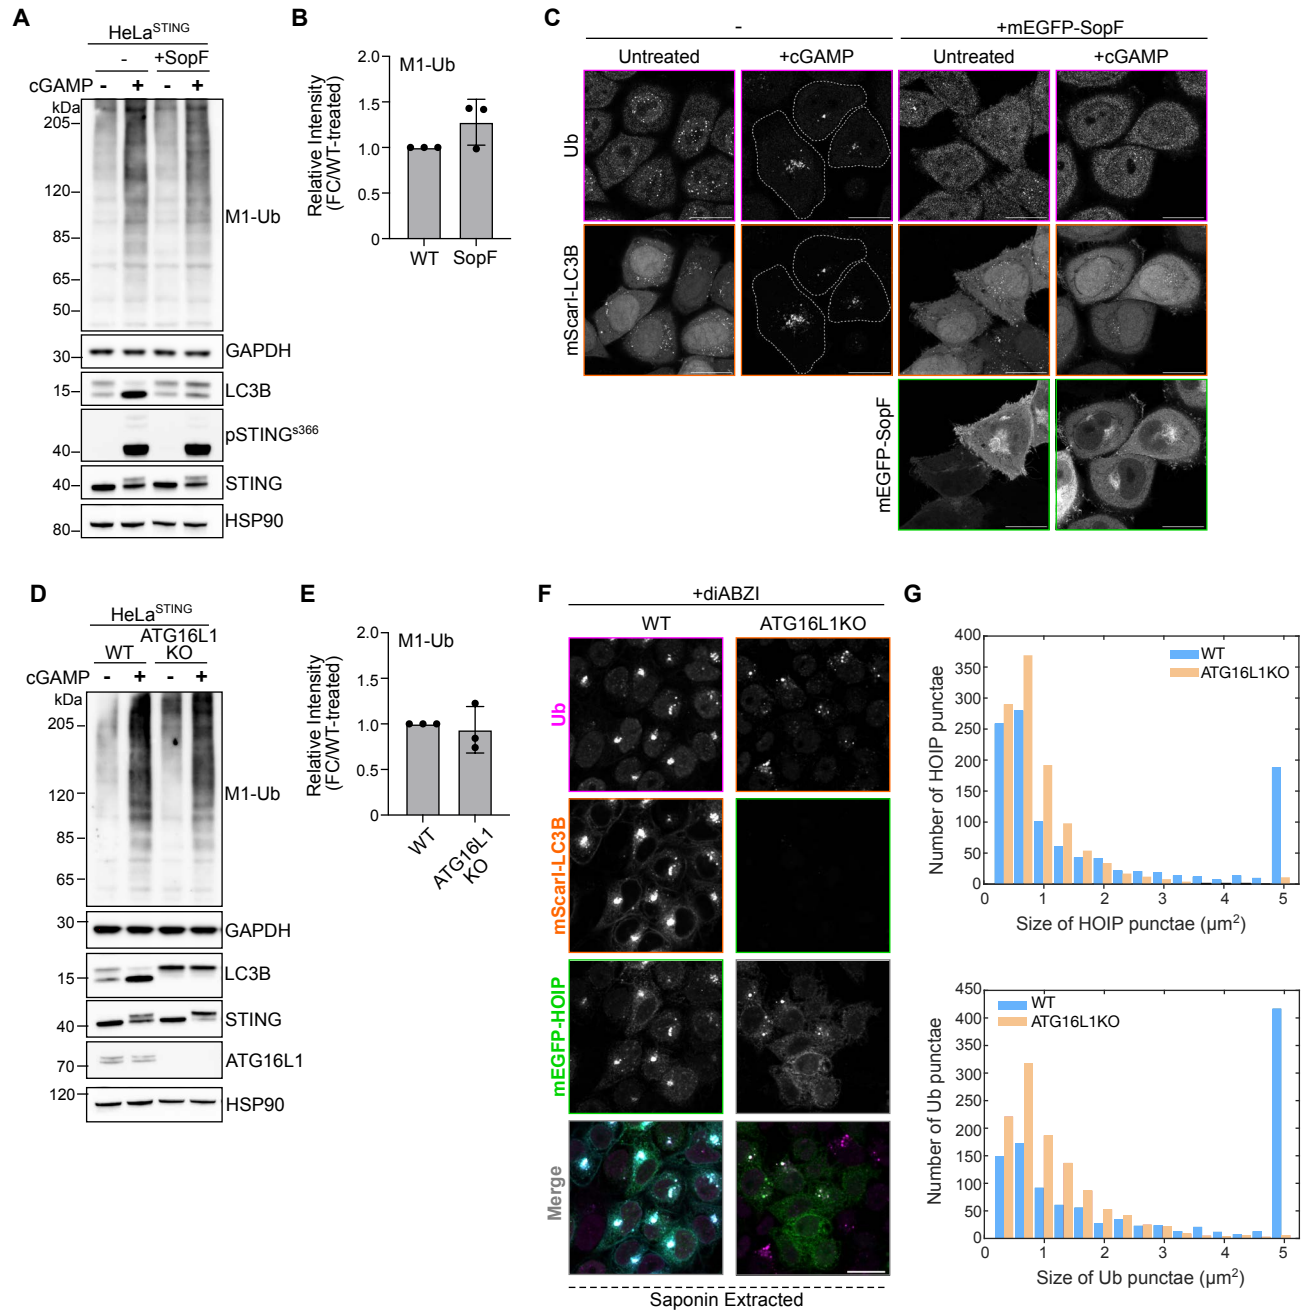 A
HeLaSTING
- +SopF
cGAMP - + - +
kDa
205
120
85
65
50
M1-Ub
30
GAPDH
15
LC3B
40
pSTINGs366
40
STING
80
HSP90
B
2.0
1.5
1.0
0.5
0
Relative Intensity
(FC/WT-treated)
M1-Ub
WT SopF
C
- +mEGFP-SopF
Untreated +cGAMP Untreated +cGAMP
Ub
mScarI-LC3B
mEGFP-SopF
D
HeLaSTING
WT ATG16L1
KO
cGAMP - + - +
kDa
205
120
85
65
M1-Ub
30
GAPDH
15
LC3B
40
STING
70
ATG16L1
120
HSP90
E
2.0
1.5
1.0
0.5
0
Relative Intensity
(FC/WT-treated)
M1-Ub
WT
ATG16L1
KO
F
+diABZI
WT ATG16L1KO
Ub
mScarI-LC3B
mEGFP-HOIP
Merge
Saponin Extracted
G
400
350
300
250
200
150
100
50
0
Number of HOIP punctae
WT
ATG16L1KO
0 1 2 3 4 5
Size of HOIP punctae (µm²)
450
400
350
300
250
200
150
100
50
0
Number of Ub punctae
WT
ATG16L1KO
0 1 2 3 4 5
Size of Ub punctae (µm²)